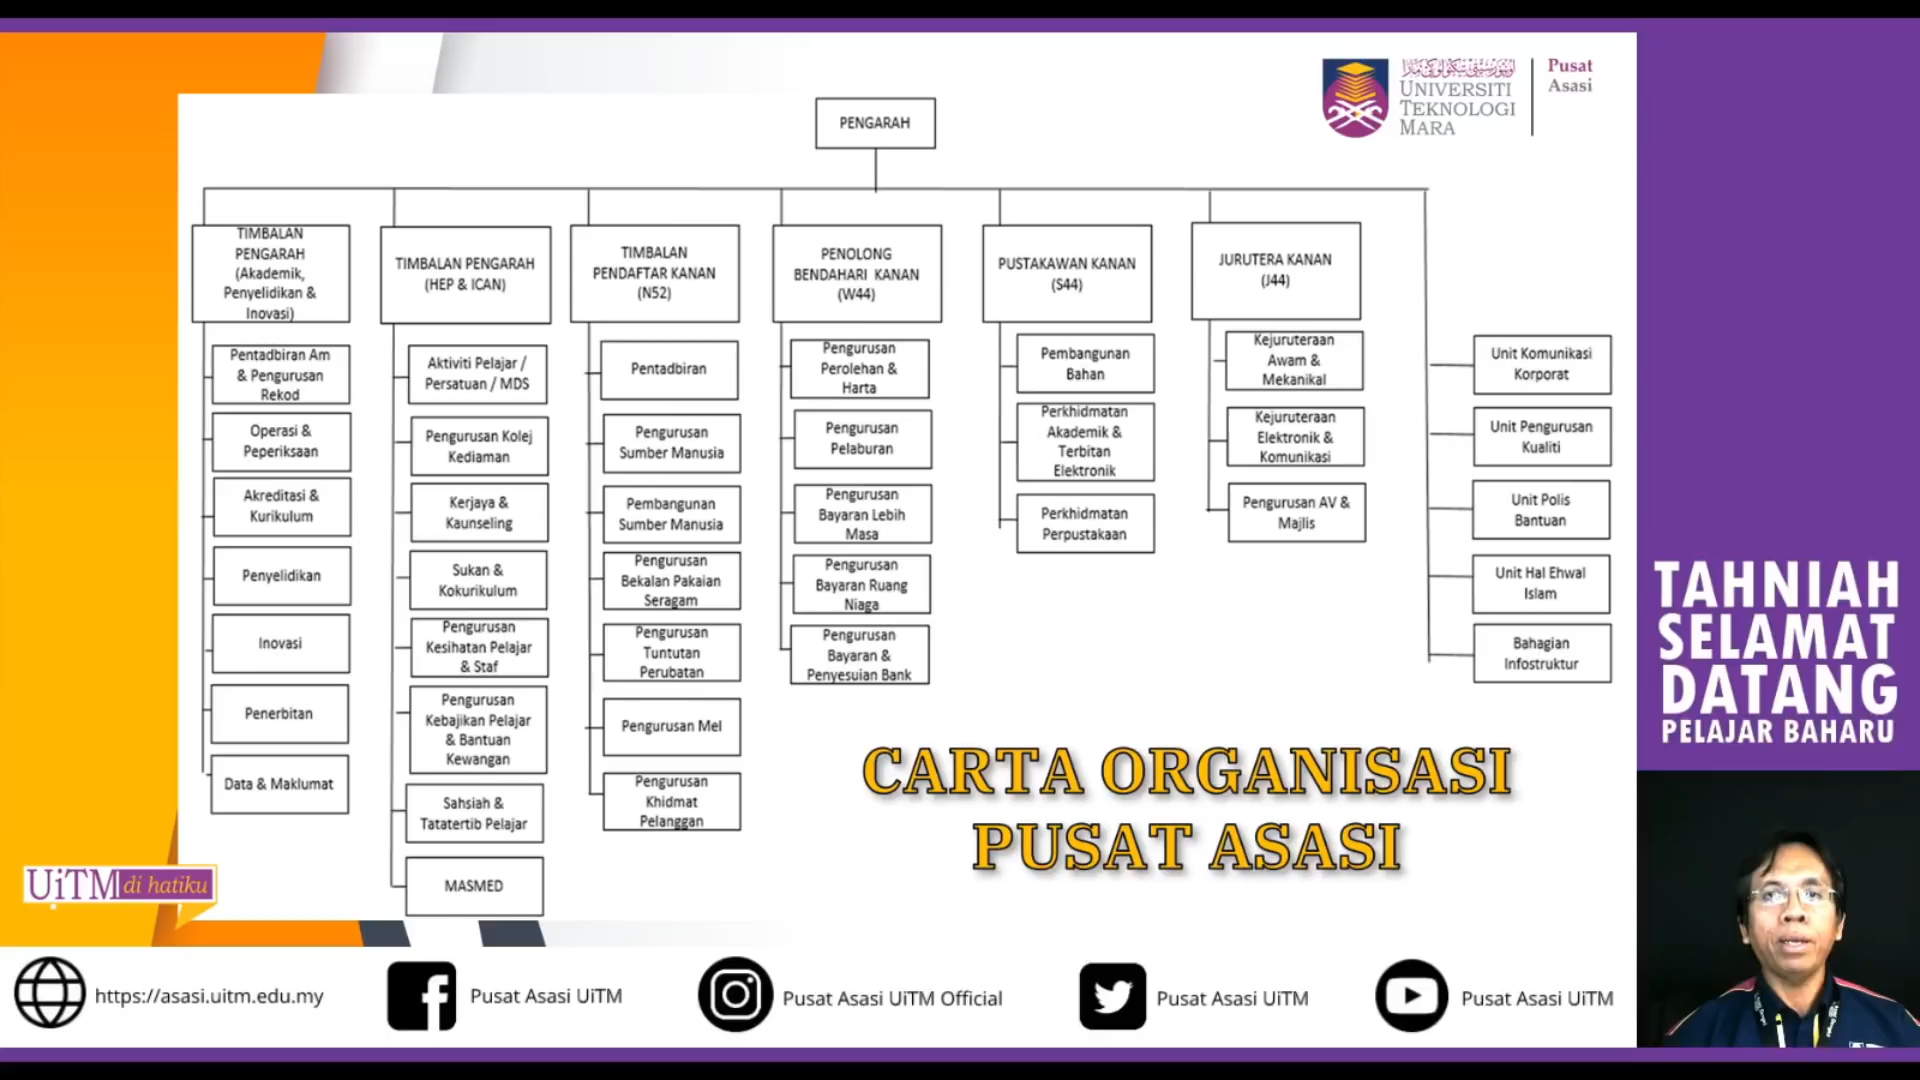 اونيۏرسيتي تيكنولوݢي مارا
UNIVERSITI
TEKNOLOGI
MARA
Pusat
Asasi
PENGARAH
TIMBALAN
PENGARAH
(Akademik,
Penyelidikan &
Inovasi)
Pentadbiran Am
& Pengurusan
Rekod
Operasi &
Peperiksaan
Akreditasi &
Kurikulum
Penyelidikan
Inovasi
Penerbitan
Data & Maklumat
TIMBALAN PENGARAH
(HEP & ICAN)
Aktiviti Pelajar /
Persatuan / MDS
Pengurusan Kolej
Kediaman
Kerjaya &
Kaunseling
Sukan &
Kokurikulum
Pengurusan
Kesihatan Pelajar
& Staf
Pengurusan
Kebajikan Pelajar
& Bantuan
Kewangan
Sahsiah &
Tatatertib Pelajar
MASMED
TIMBALAN
PENDAFTAR KANAN
(N52)
Pentadbiran
Pengurusan
Sumber Manusia
Pembangunan
Sumber Manusia
Pengurusan
Bekalan Pakaian
Seragam
Pengurusan
Tuntutan
Perubatan
Pengurusan Mel
Pengurusan
Khidmat
Pelanggan
PENOLONG
BENDAHARI KANAN
(W44)
Pengurusan
Perolehan &
Harta
Pengurusan
Pelaburan
Pengurusan
Bayaran Lebih
Masa
Pengurusan
Bayaran Ruang
Niaga
Pengurusan
Bayaran &
Penyesuian Bank
PUSTAKAWAN KANAN
(S44)
Pembangunan
Bahan
Perkhidmatan
Akademik &
Terbitan
Elektronik
Perkhidmatan
Perpustakaan
JURUTERA KANAN
(J44)
Kejuruteraan
Awam &
Mekanikal
Kejuruteraan
Elektronik &
Komunikasi
Pengurusan AV &
Majlis
Unit Komunikasi
Korporat
Unit Pengurusan
Kualiti
Unit Polis
Bantuan
Unit Hal Ehwal
Islam
Bahagian
Infostruktur
CARTA ORGANISASI
PUSAT ASASI
TAHNIAH
SELAMAT
DATANG
PELAJAR BAHARU
UiTM di hatiku
https://asasi.uitm.edu.my
Pusat Asasi UiTM
Pusat Asasi UiTM Official
Pusat Asasi UiTM
Pusat Asasi UiTM